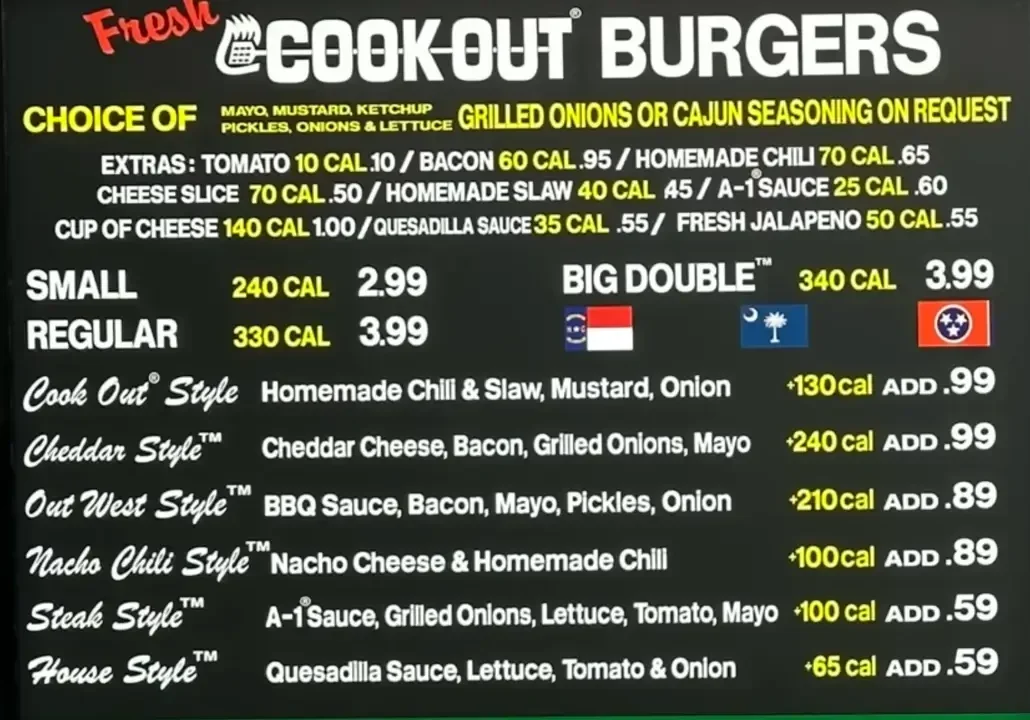 Fresh COOKOUT® BURGERS
CHOICE OF MAYO, MUSTARD, KETCHUP PICKLES, ONIONS & LETTUCE GRILLED ONIONS OR CAJUN SEASONING ON REQUEST
EXTRAS: TOMATO 10 CAL .10 / BACON 60 CAL .95 / HOMEMADE CHILI 70 CAL .65
CHEESE SLICE 70 CAL .50 / HOMEMADE SLAW 40 CAL 45 / A-1® SAUCE 25 CAL .60
CUP OF CHEESE 140 CAL 1.00 / QUESADILLA SAUCE 35 CAL .55 / FRESH JALAPENO 50 CAL .55
SMALL 240 CAL 2.99 BIG DOUBLE™ 340 CAL 3.99
REGULAR 330 CAL 3.99
Cook Out® Style Homemade Chili & Slaw, Mustard, Onion +130cal ADD .99
Cheddar Style™ Cheddar Cheese, Bacon, Grilled Onions, Mayo +240 cal ADD .99
Out West Style™ BBQ Sauce, Bacon, Mayo, Pickles, Onion +210cal ADD .89
Nacho Chili Style™ Nacho Cheese & Homemade Chili +100cal ADD .89
Steak Style™ A-1® Sauce, Grilled Onions, Lettuce, Tomato, Mayo +100 cal ADD .59
House Style™ Quesadilla Sauce, Lettuce, Tomato & Onion +65 cal ADD .59